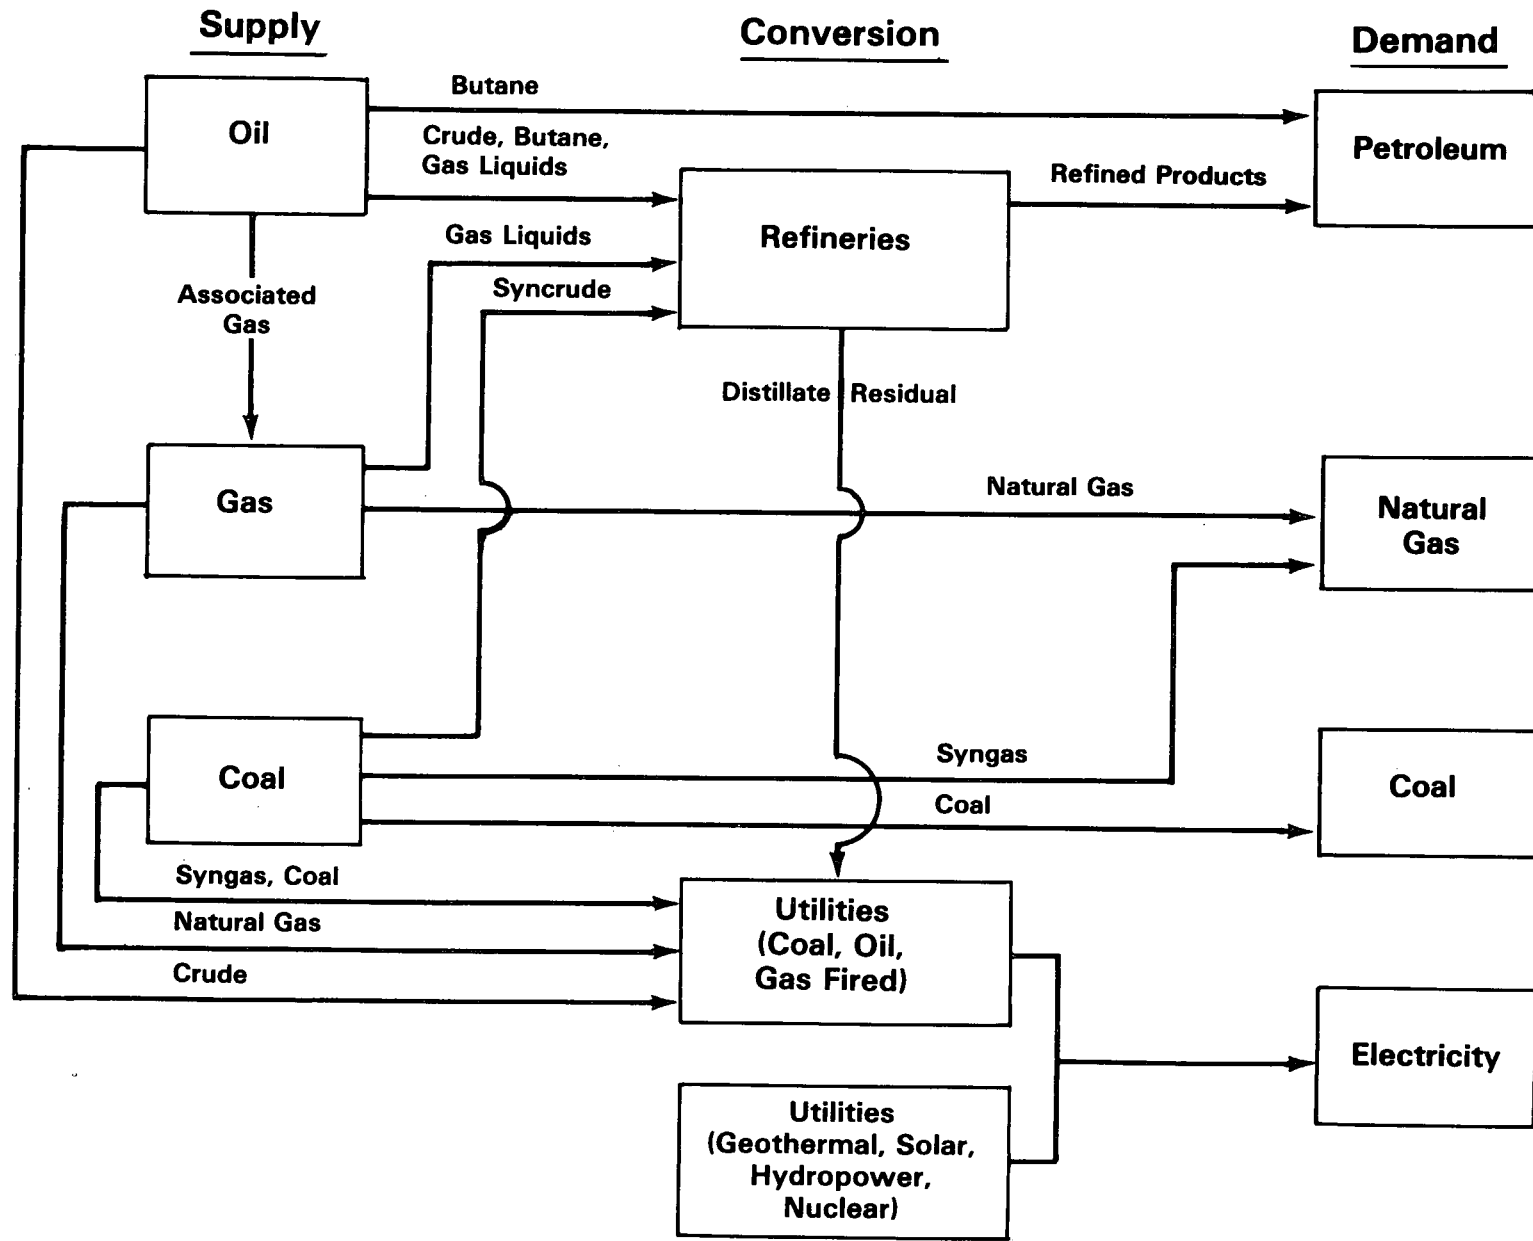 Supply
Conversion
Demand
Butane
Oil
Crude, Butane,
Gas Liquids
Petroleum
Refined Products
Gas Liquids
Refineries
Syncrude
Associated
Gas
Distillate Residual
Gas
Natural Gas
Natural
Gas
Coal
Syngas
Coal
Coal
Syngas, Coal
Natural Gas
Crude
Utilities
(Coal, Oil,
Gas Fired)
Electricity
Utilities
(Geothermal, Solar,
Hydropower,
Nuclear)